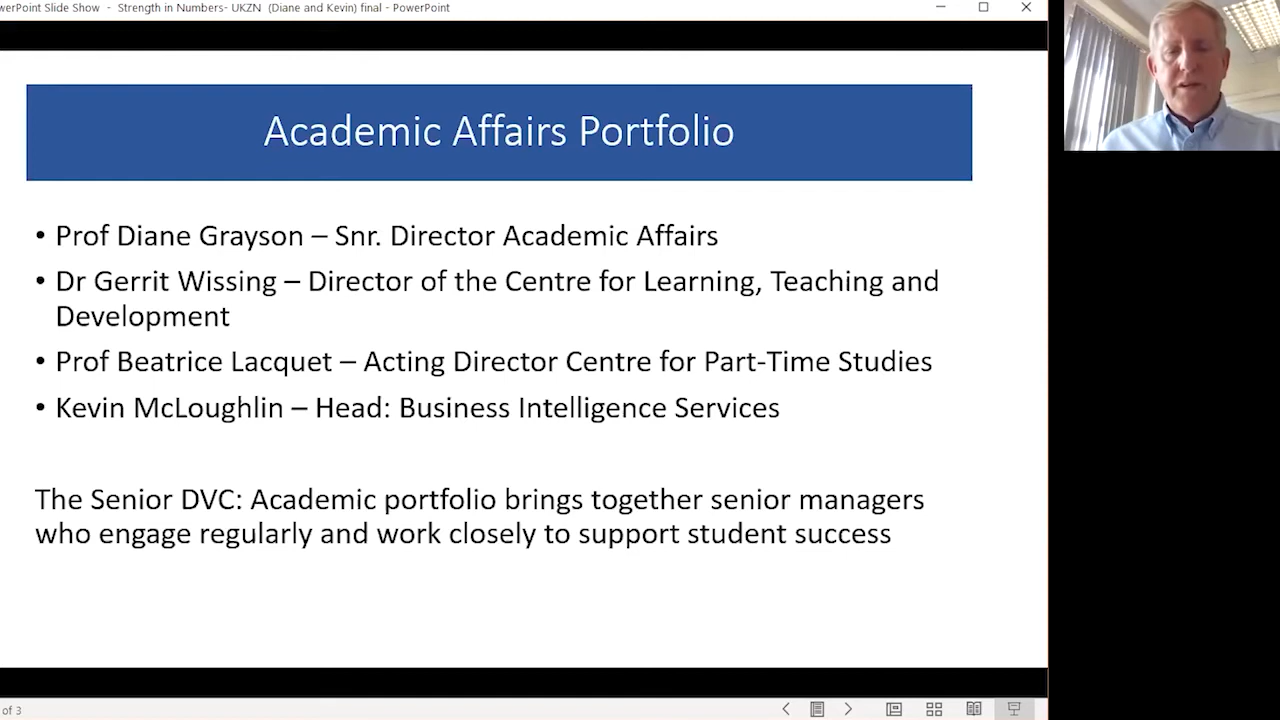 werPoint Slide Show - Strength in Numbers- UKZN (Diane and Kevin) final - PowerPoint
Academic Affairs Portfolio
• Prof Diane Grayson – Snr. Director Academic Affairs
• Dr Gerrit Wissing – Director of the Centre for Learning, Teaching and
Development
• Prof Beatrice Lacquet – Acting Director Centre for Part-Time Studies
• Kevin McLoughlin – Head: Business Intelligence Services
The Senior DVC: Academic portfolio brings together senior managers
who engage regularly and work closely to support student success
of 3